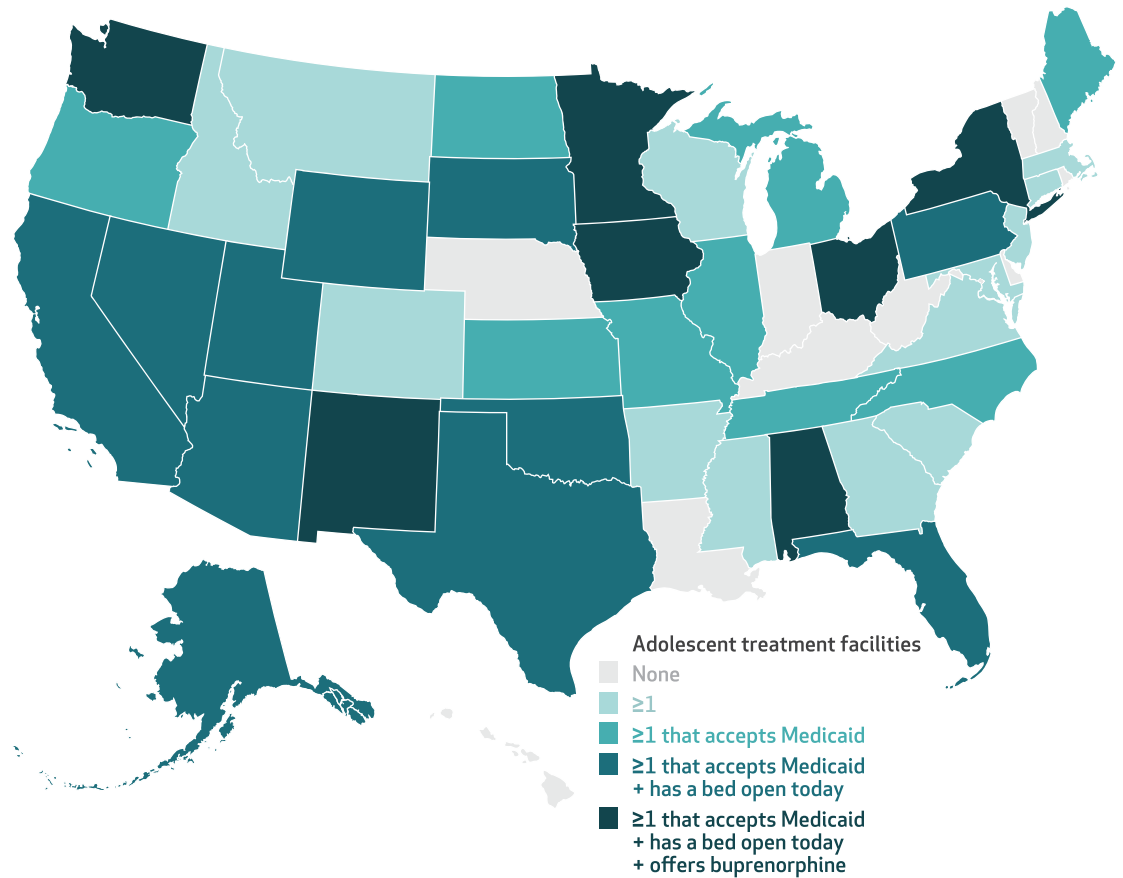 Adolescent treatment facilities
None
≥1
≥1 that accepts Medicaid
≥1 that accepts Medicaid
+ has a bed open today
≥1 that accepts Medicaid
+ has a bed open today
+ offers buprenorphine